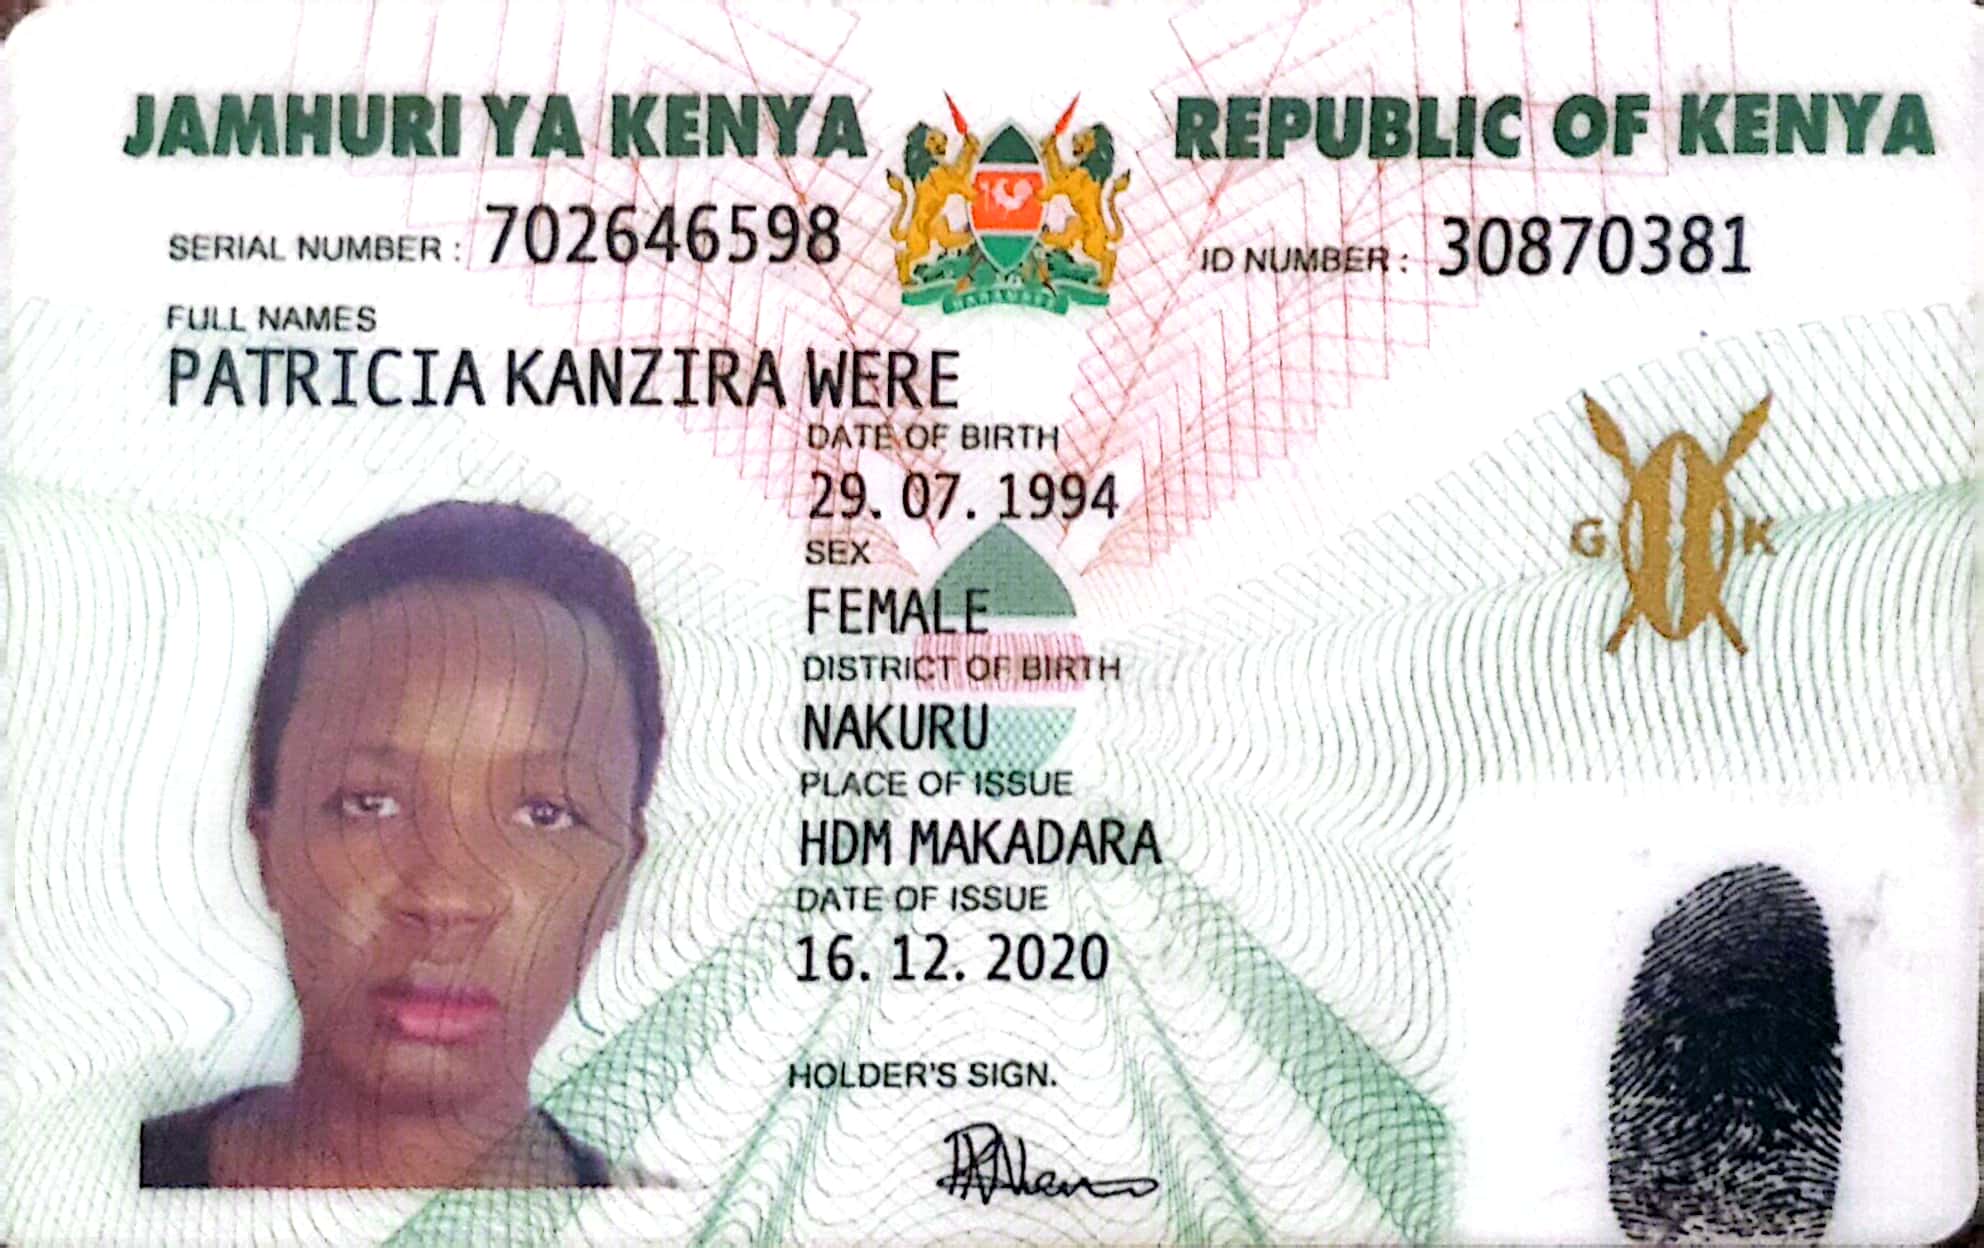 JAMHURI YA KENYA REPUBLIC OF KENYA
SERIAL NUMBER : 702646598 ID NUMBER : 30870381
FULL NAMES
PATRICIA KANZIRA WERE
DATE OF BIRTH
29. 07. 1994
SEX
FEMALE
DISTRICT OF BIRTH
NAKURU
PLACE OF ISSUE
HDM MAKADARA
DATE OF ISSUE
16. 12. 2020
HOLDER'S SIGN.
G K